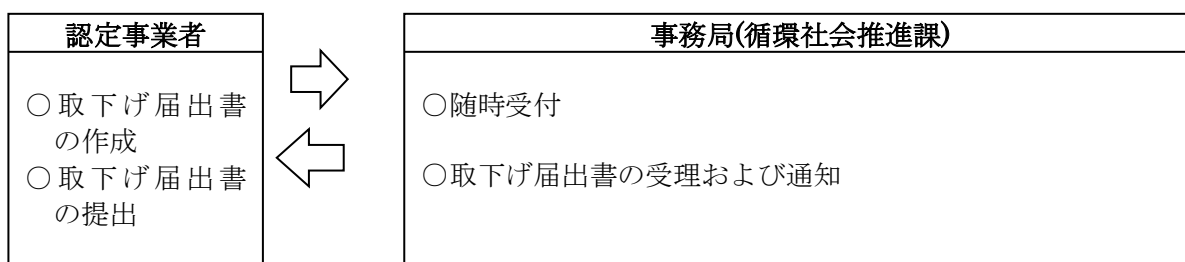 認定事業者
○取下げ届出書
の作成
○取下げ届出書
の提出
事務局(循環社会推進課)
○随時受付
○取下げ届出書の受理および通知